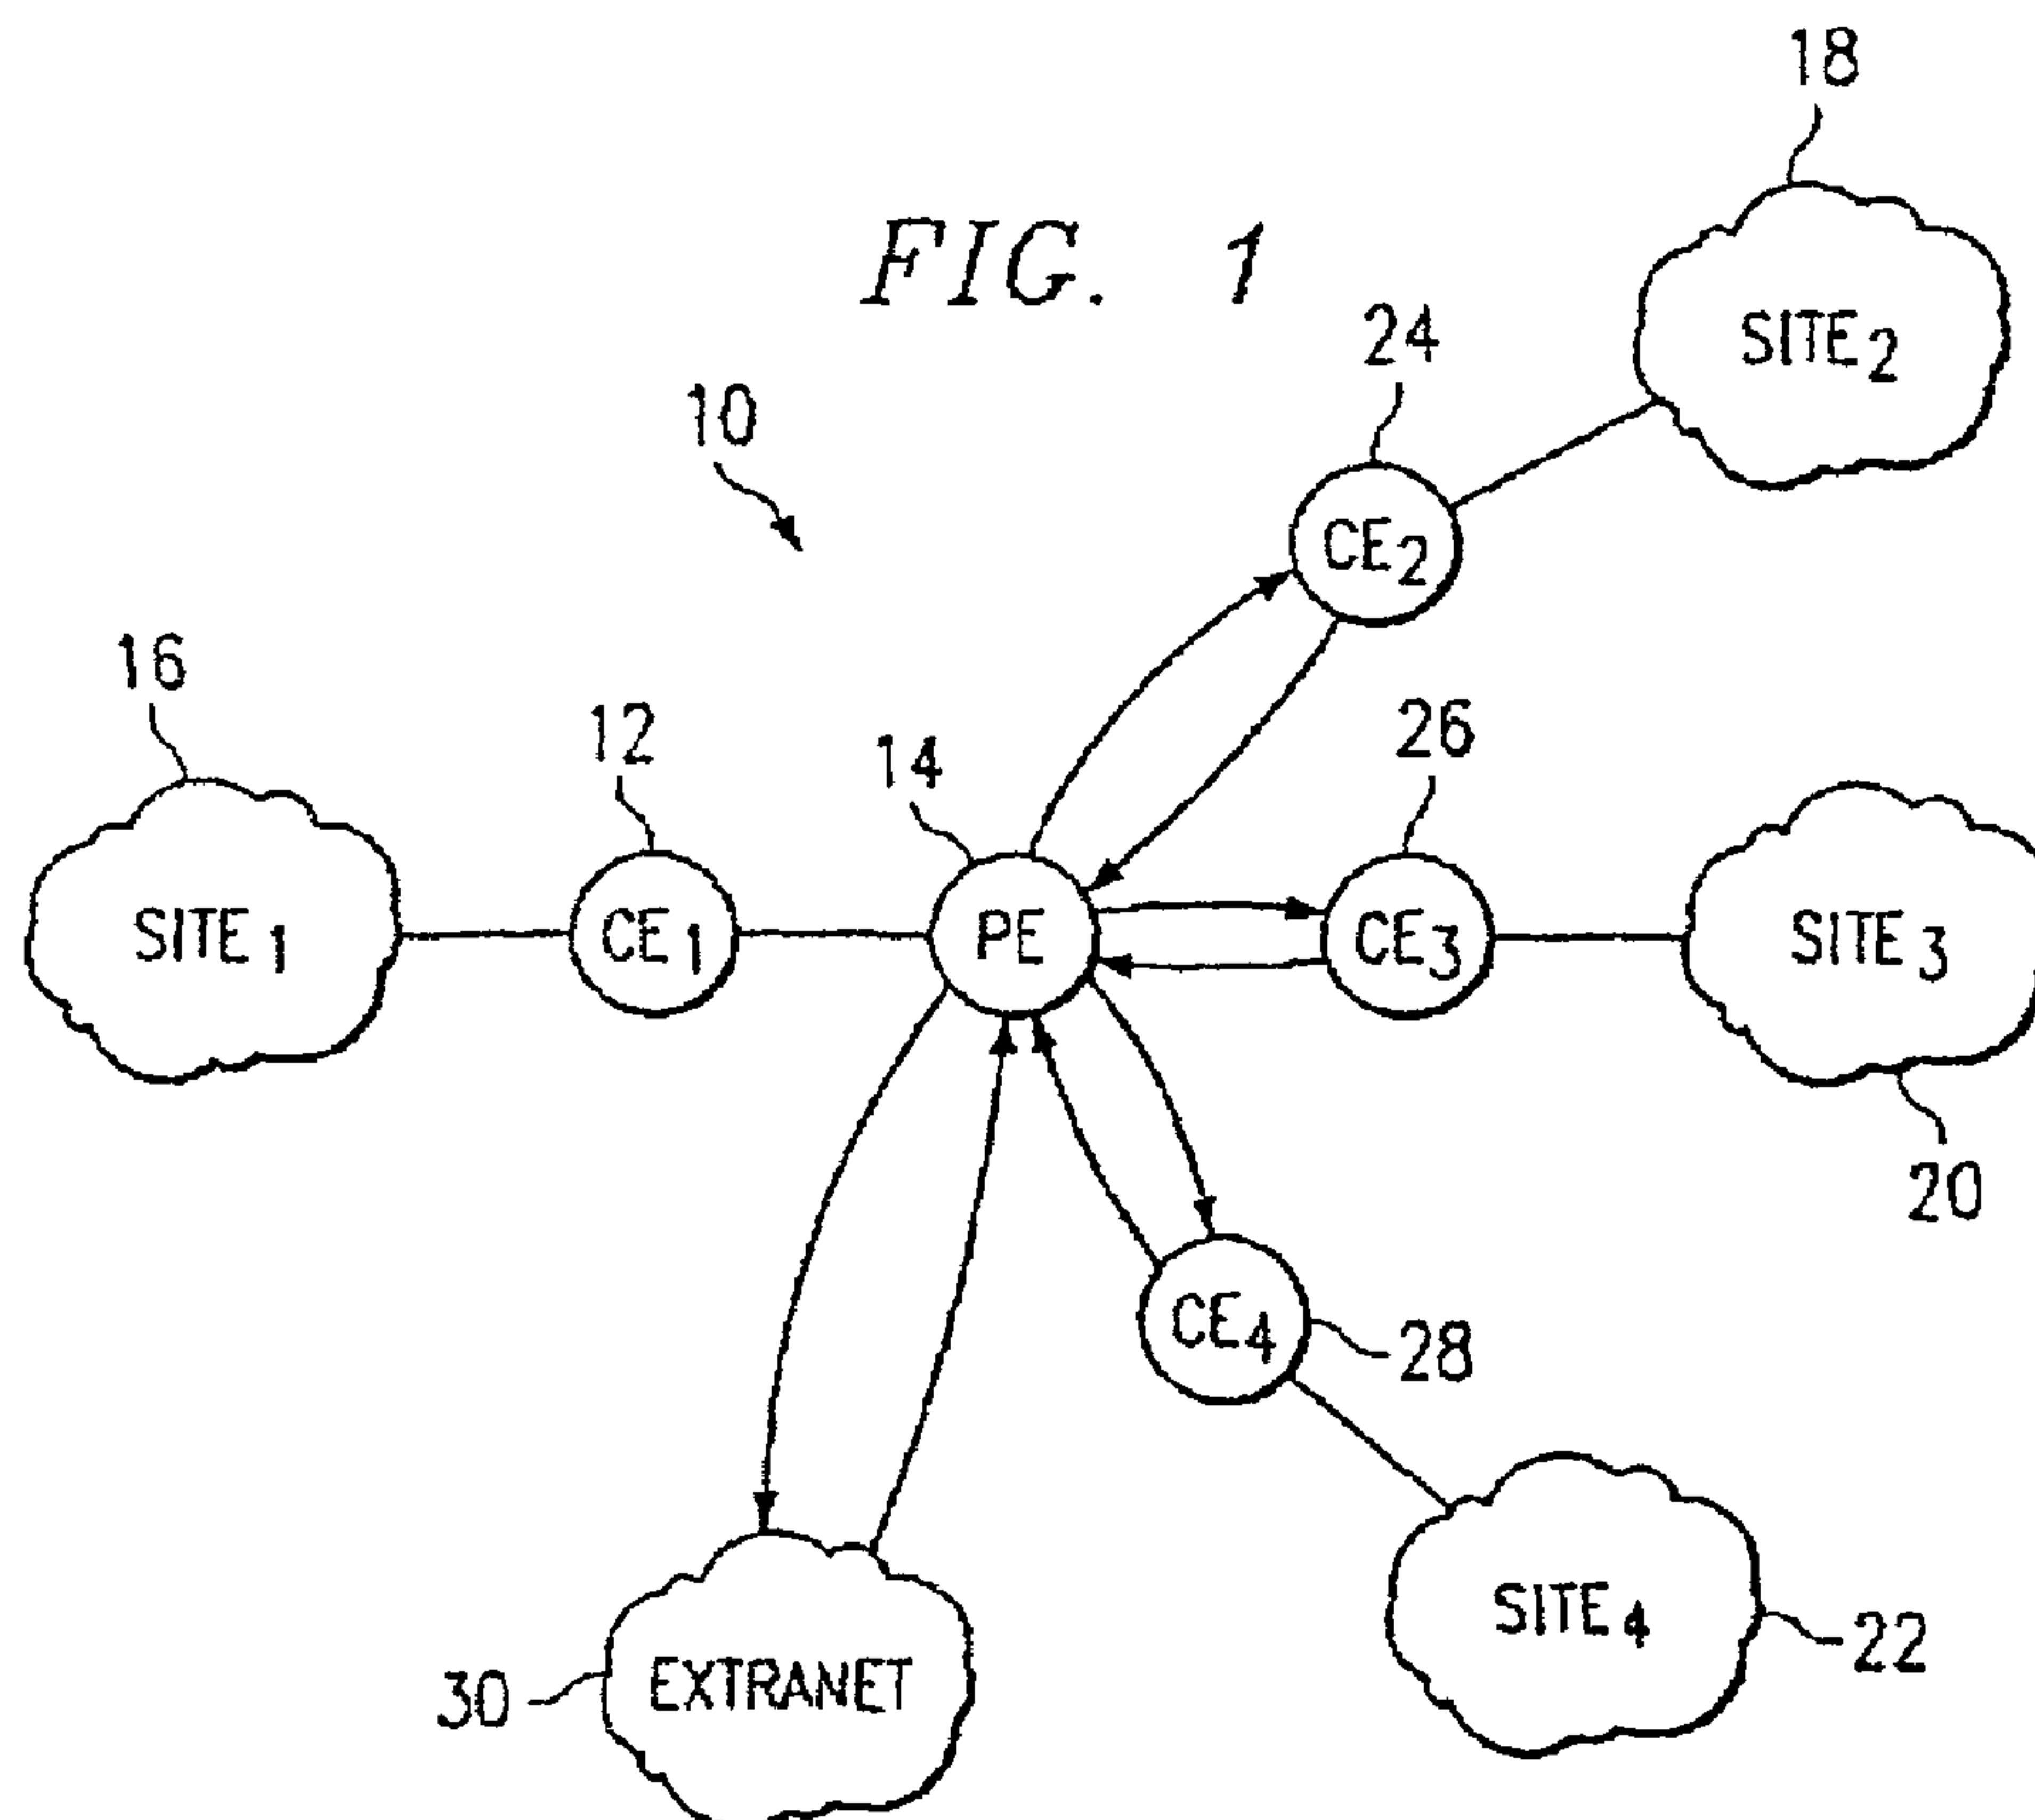 18
FIG. 1
24
SITE2
10
CE2
16
12
26
14
SITE1
CE1
PE
CE3
SITE3
20
CE4
28
SITE4
22
EXTRANET
30